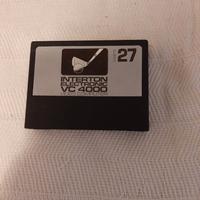 27
INTERTON
ELECTRONIC
VC 4000